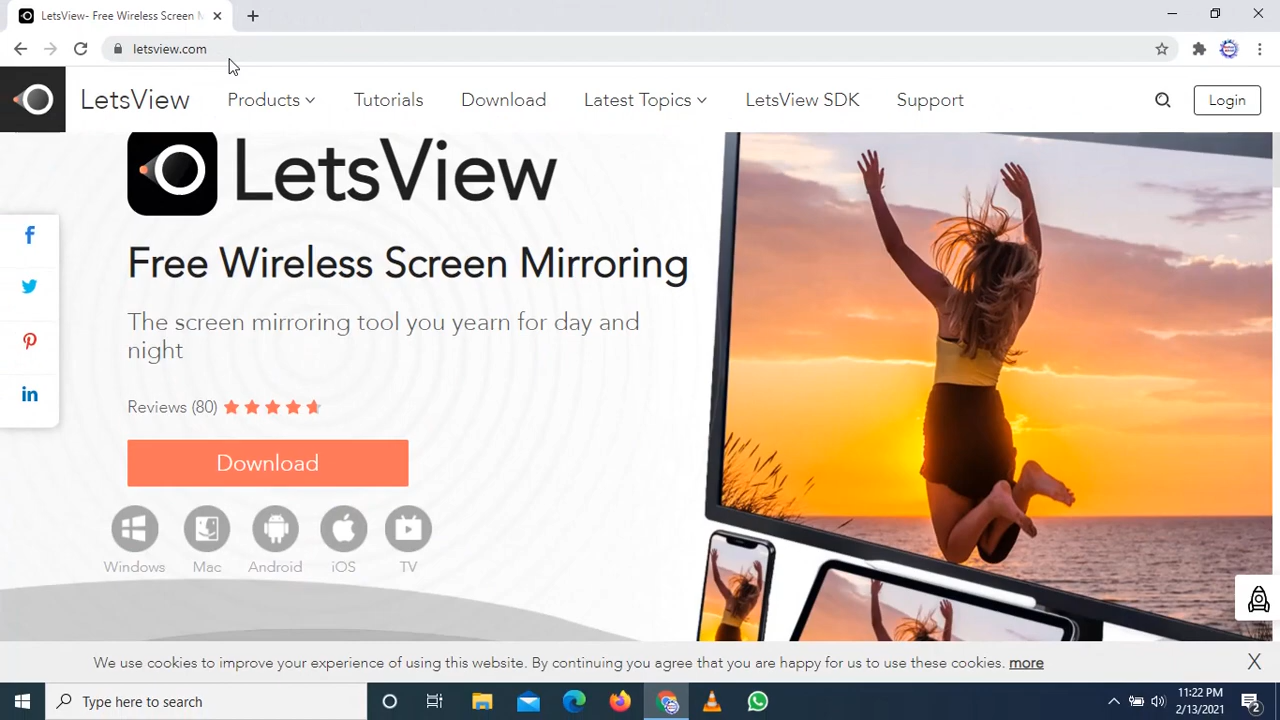 LetsView- Free Wireless Screen M
letsview.com
LetsView
Products
Tutorials
Download
Latest Topics
LetsView SDK
Support
Login
LetsView
Free Wireless Screen Mirroring
The screen mirroring tool you yearn for day and
night
Reviews (80)
Download
Windows
Mac
Android
iOS
TV
We use cookies to improve your experience of using this website. By continuing you agree that you are happy for us to use these cookies. more
X
Type here to search
11:22 PM
2/13/2021
2